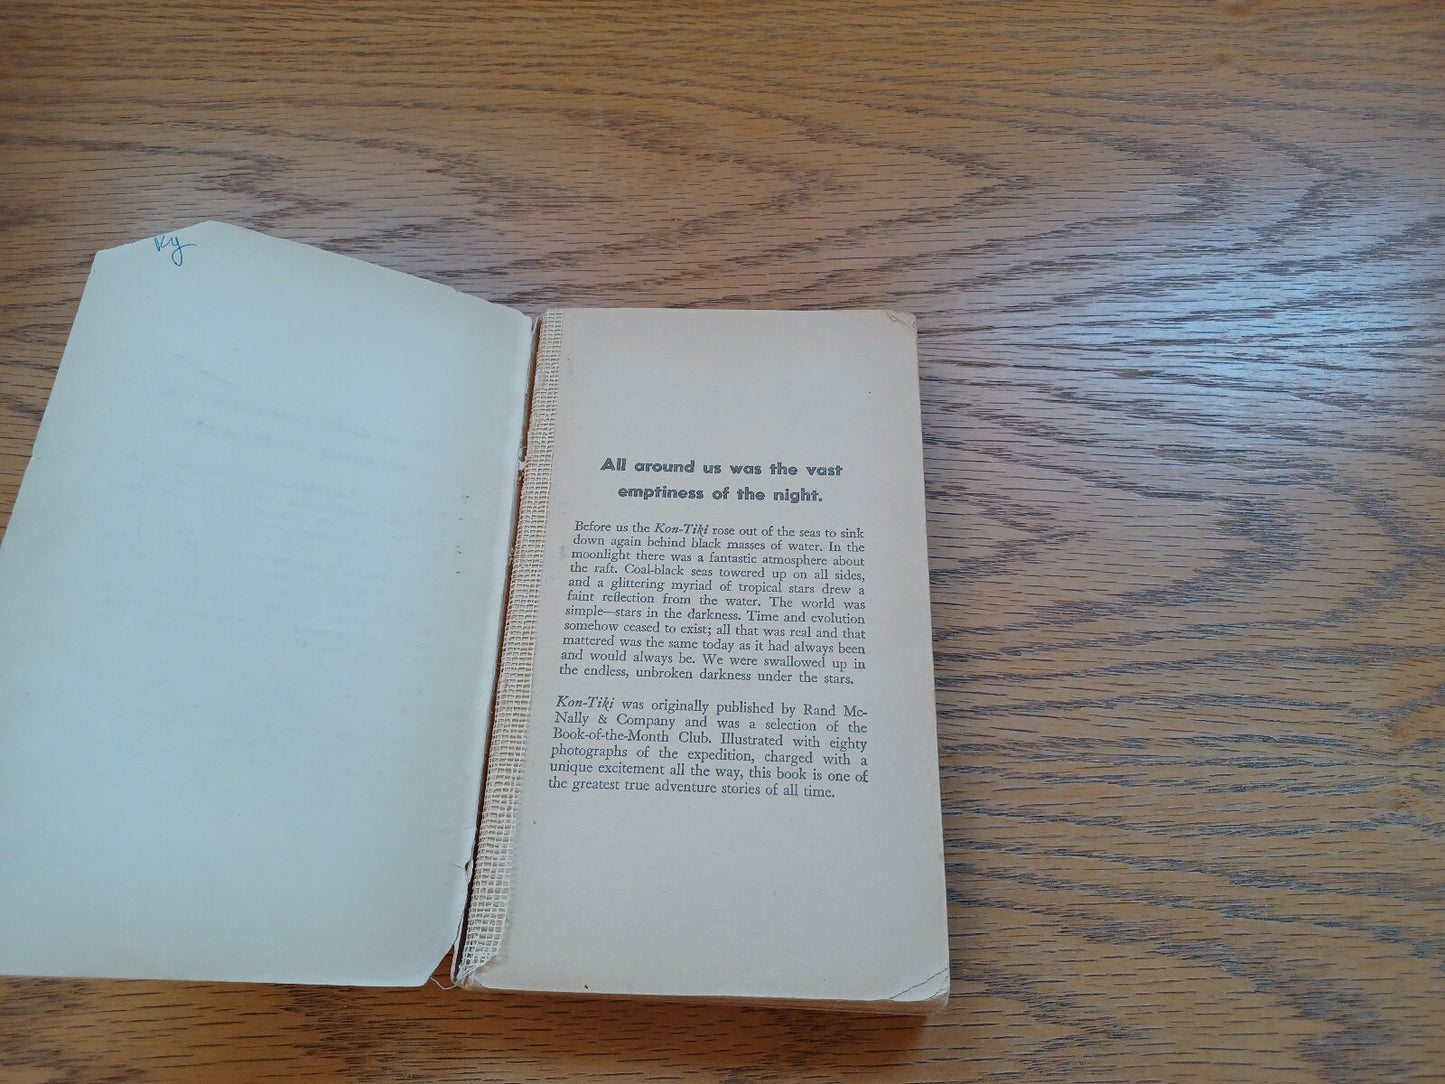 Ky
All around us was the vast
emptiness of the night.
Before us the Kon-Tiki rose out of the seas to sink
down again behind black masses of water. In the
moonlight there was a fantastic atmosphere about
the raft. Coal-black seas towered up on all sides,
and a glittering myriad of tropical stars drew a
faint reflection from the water. The world was
simple—stars in the darkness. Time and evolution
somehow ceased to exist; all that was real and that
mattered was the same today as it had always been
and would always be. We were swallowed up in
the endless, unbroken darkness under the stars.
Kon-Tiki was originally published by Rand Mc-
Nally & Company and was a selection of the
Book-of-the-Month Club. Illustrated with eighty
photographs of the expedition, charged with a
unique excitement all the way, this book is one of
the greatest true adventure stories of all time.